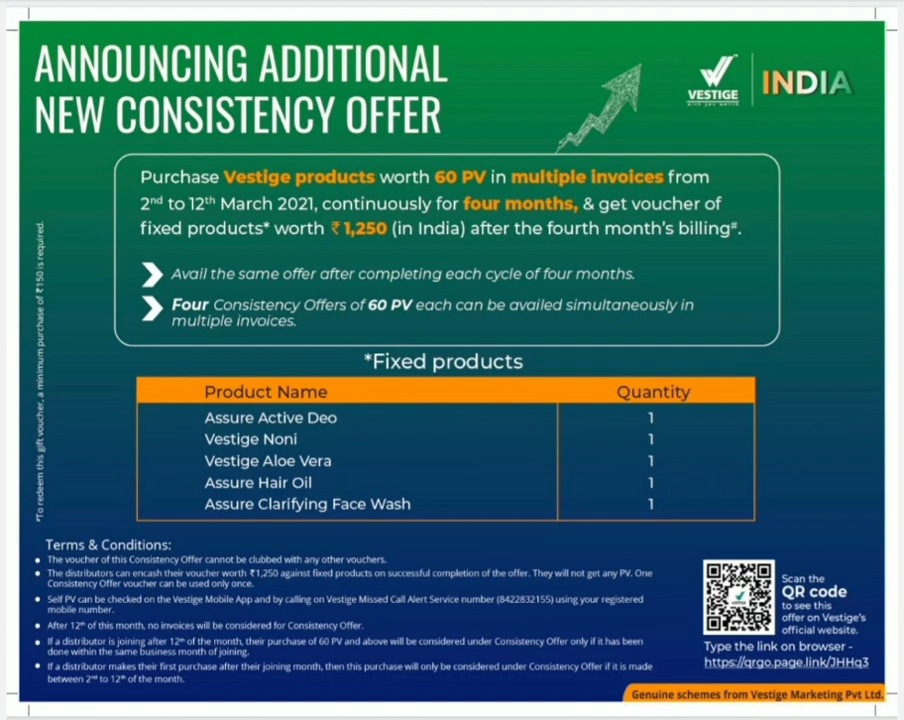 ANNOUNCING ADDITIONAL
NEW CONSISTENCY OFFER
VESTIGE
INDIA
Purchase Vestige products worth 60 PV in multiple invoices from
2nd to 12th March 2021, continuously for four months, & get voucher of
fixed products* worth ₹1,250 (in India) after the fourth month's billing#.
Avail the same offer after completing each cycle of four months.
Four Consistency Offers of 60 PV each can be availed simultaneously in
multiple invoices.
*Fixed products
Product Name Quantity
Assure Active Deo 1
Vestige Noni 1
Vestige Aloe Vera 1
Assure Hair Oil 1
Assure Clarifying Face Wash 1
To redeem this gift voucher, a minimum purchase of ₹150 is required.
Terms & Conditions:
• The voucher of this Consistency Offer cannot be clubbed with any other vouchers.
• The distributors can encash their voucher worth ₹1,250 against fixed products on successful completion of the offer. They will not get any PV. One
Consistency Offer voucher can be used only once.
• Self PV can be checked on the Vestige Mobile App and by calling on Vestige Missed Call Alert Service number (8422832155) using your registered
mobile number.
• After 12th of this month, no invoices will be considered for Consistency Offer.
• If a distributor is joining after 12th of the month, their purchase of 60 PV and above will be considered under Consistency Offer only if it has been
done within the same business month of joining.
• If a distributor makes their first purchase after their joining month, then this purchase will only be considered under Consistency Offer if it is made
between 2nd to 12th of the month.
Scan the
QR code
to see this
offer on Vestige's
official website.
Type the link on browser -
https://qrgo.page.link/JHHq3
Genuine schemes from Vestige Marketing Pvt Ltd.